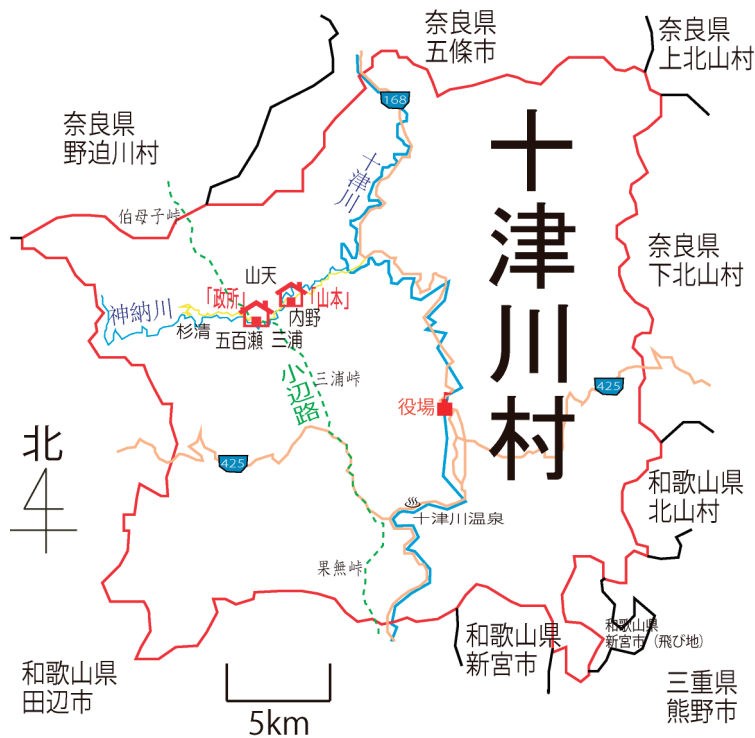 奈良県
五條市
奈良県
上北山村
168
奈良県
野迫川村
十津川
十津川村
伯母子峠
奈良県
下北山村
山天
「政所」
「山本」
神納川
杉清
五百瀬
三浦
内野
小辺路
三浦峠
425
役場
北
425
和歌山県
北山村
十津川温泉
果無峠
和歌山県
新宮市
和歌山県
新宮市（飛び地）
和歌山県
田辺市
三重県
熊野市
5km